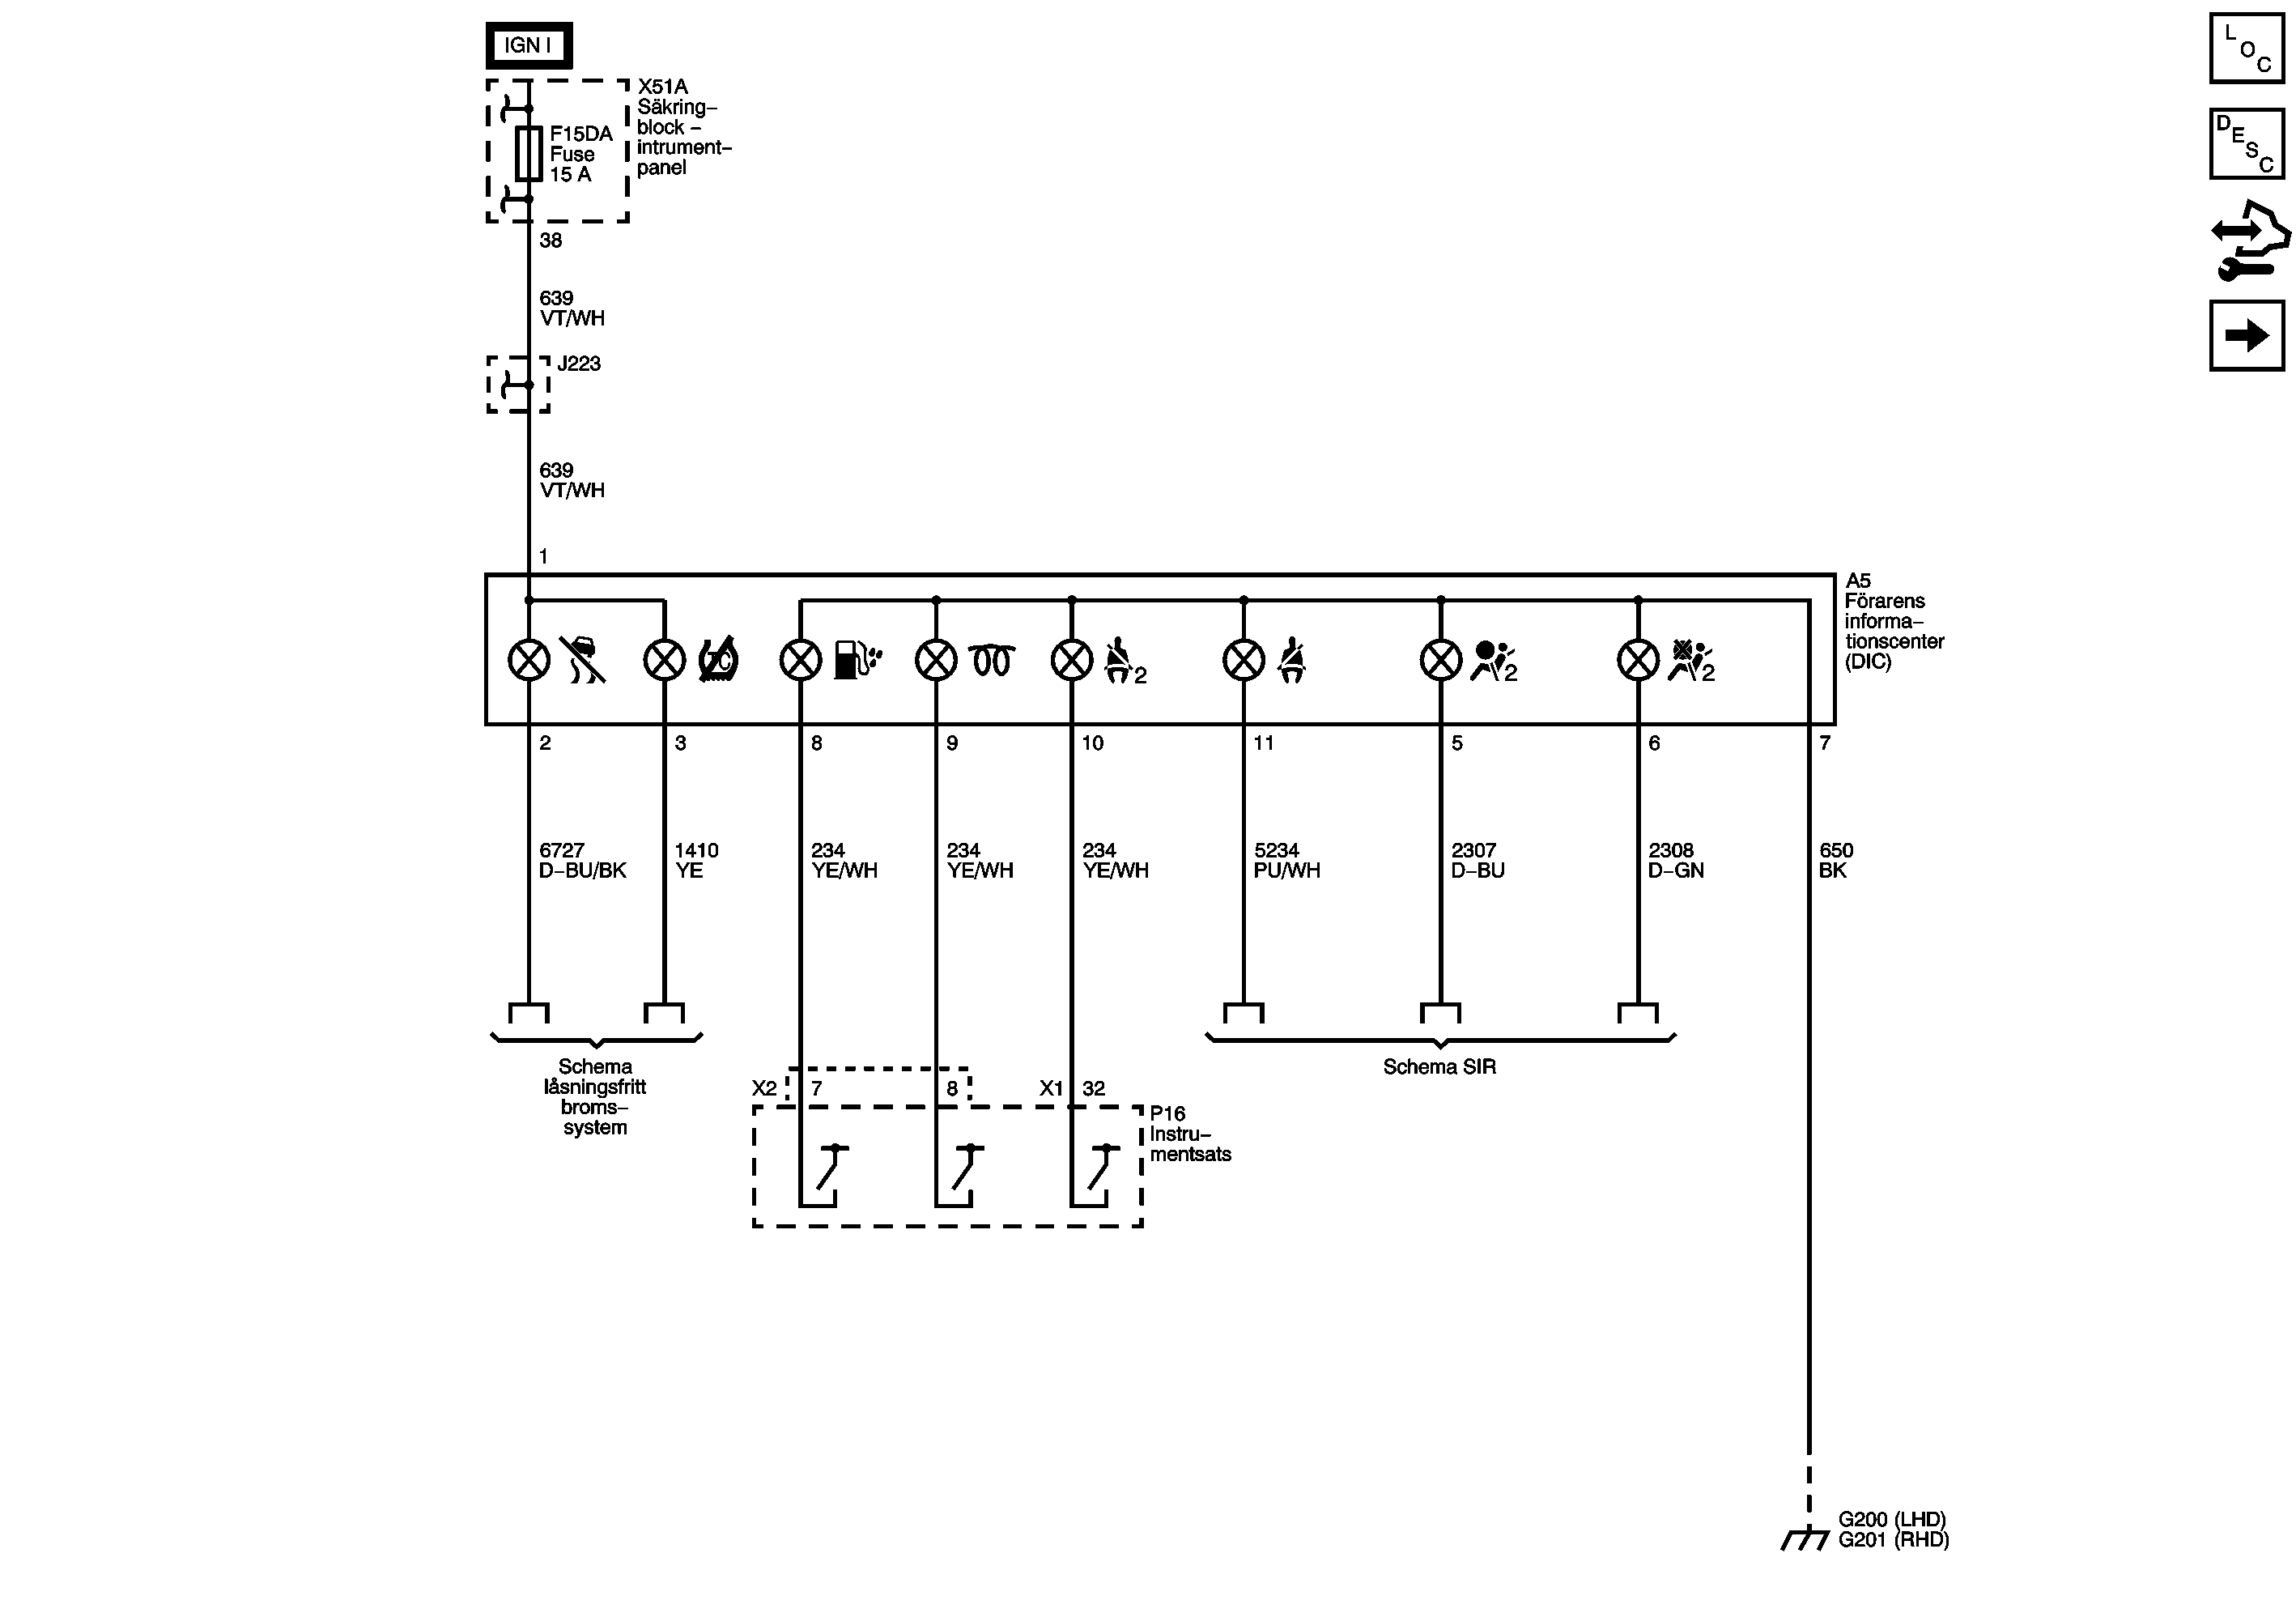 IGN I
X51A
Säkring–
block –
intrument–
panel
F15DA
Fuse
15 A
38
639
VT/WH
J223
639
VT/WH
1
A5
Förarens
informa–
tionscenter
(DIC)
TC
2
2
2
2
3
8
9
10
11
5
6
7
6727
D–BU/BK
1410
YE
234
YE/WH
234
YE/WH
234
YE/WH
5234
PU/WH
2307
D–BU
2308
D–GN
650
BK
Schema
låsningsfritt
broms–
system
Schema SIR
X2
7
8
X1
32
P16
Instru–
mentsats
G200 (LHD)
G201 (RHD)
LOC
DESC